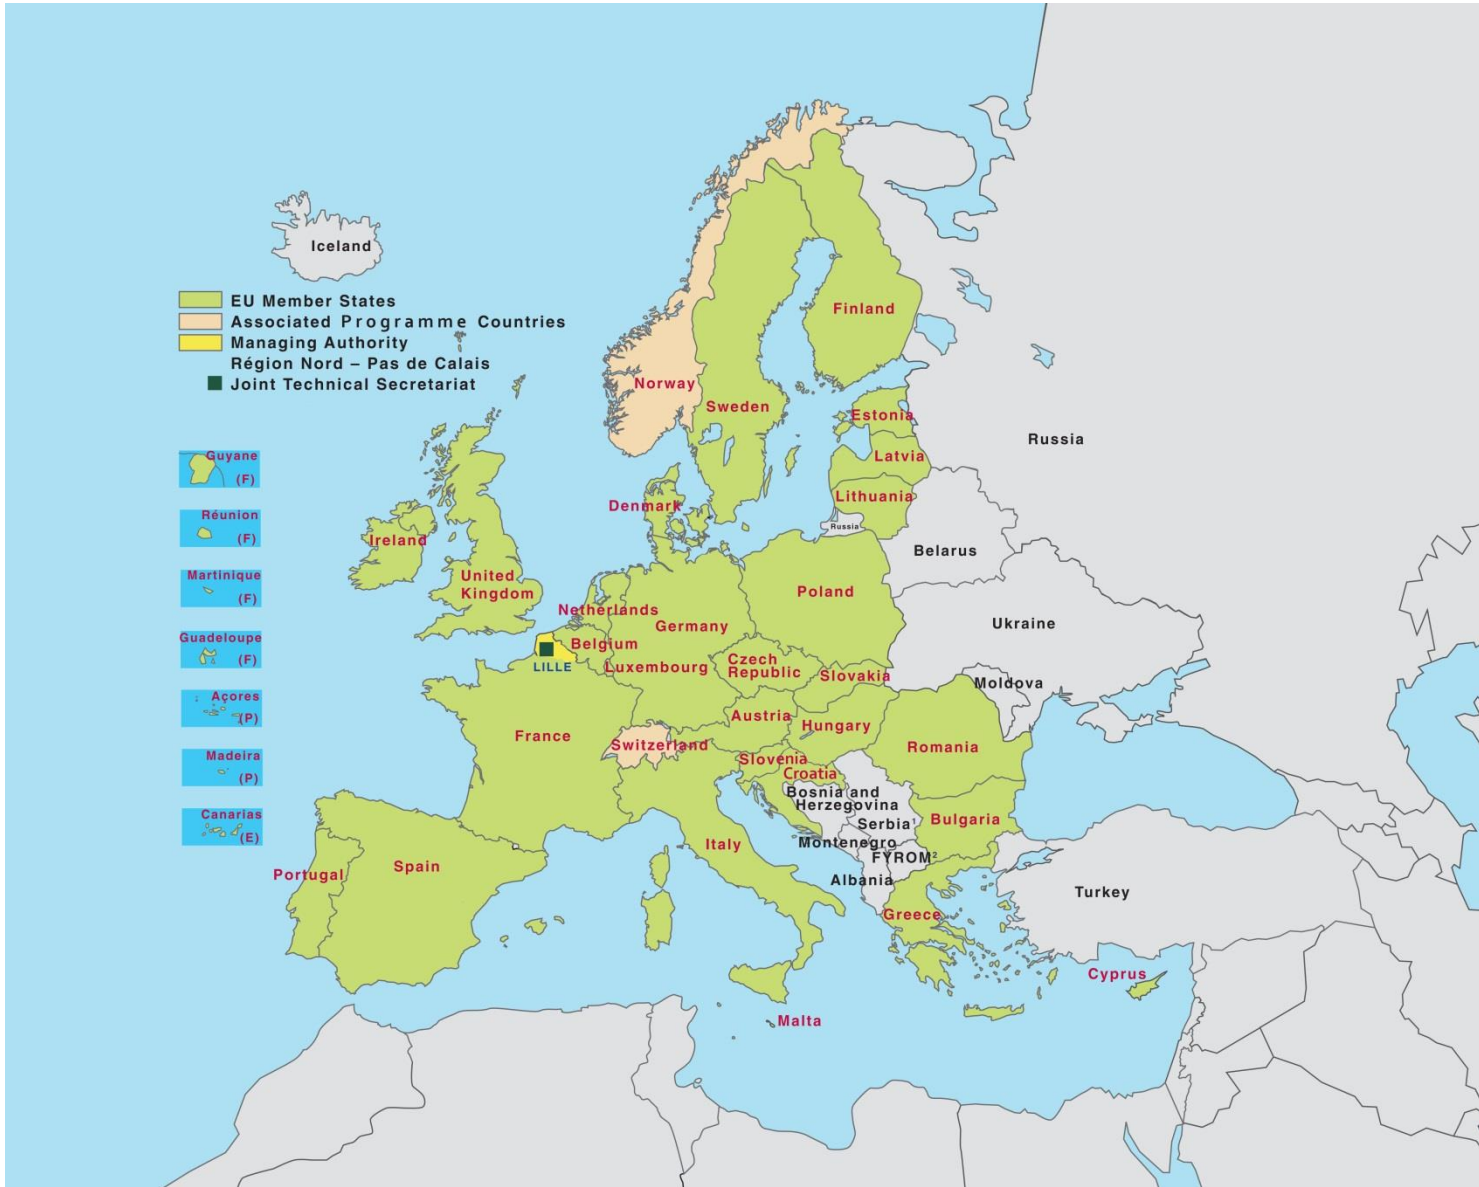 Iceland
EU Member States
Associated Programme Countries
Managing Authority
Région Nord – Pas de Calais
Joint Technical Secretariat
Guyane
(F)
Réunion
(F)
Martinique
(F)
Guadeloupe
(F)
Açores
(P)
Madeira
(P)
Canarias
(E)
Finland
Norway
Sweden
Estonia
Russia
Latvia
Lithuania
Denmark
Russia
Ireland
Belarus
United
Kingdom
Netherlands
Poland
Germany
Ukraine
Belgium
LILLE
Luxembourg
Czech
Republic
Slovakia
Moldova
Austria
Hungary
France
Switzerland
Romania
Slovenia
Croatia
Bosnia and
Herzegovina
Serbia¹
Bulgaria
Montenegro
Italy
FYROM²
Spain
Portugal
Albania
Turkey
Greece
Cyprus
Malta